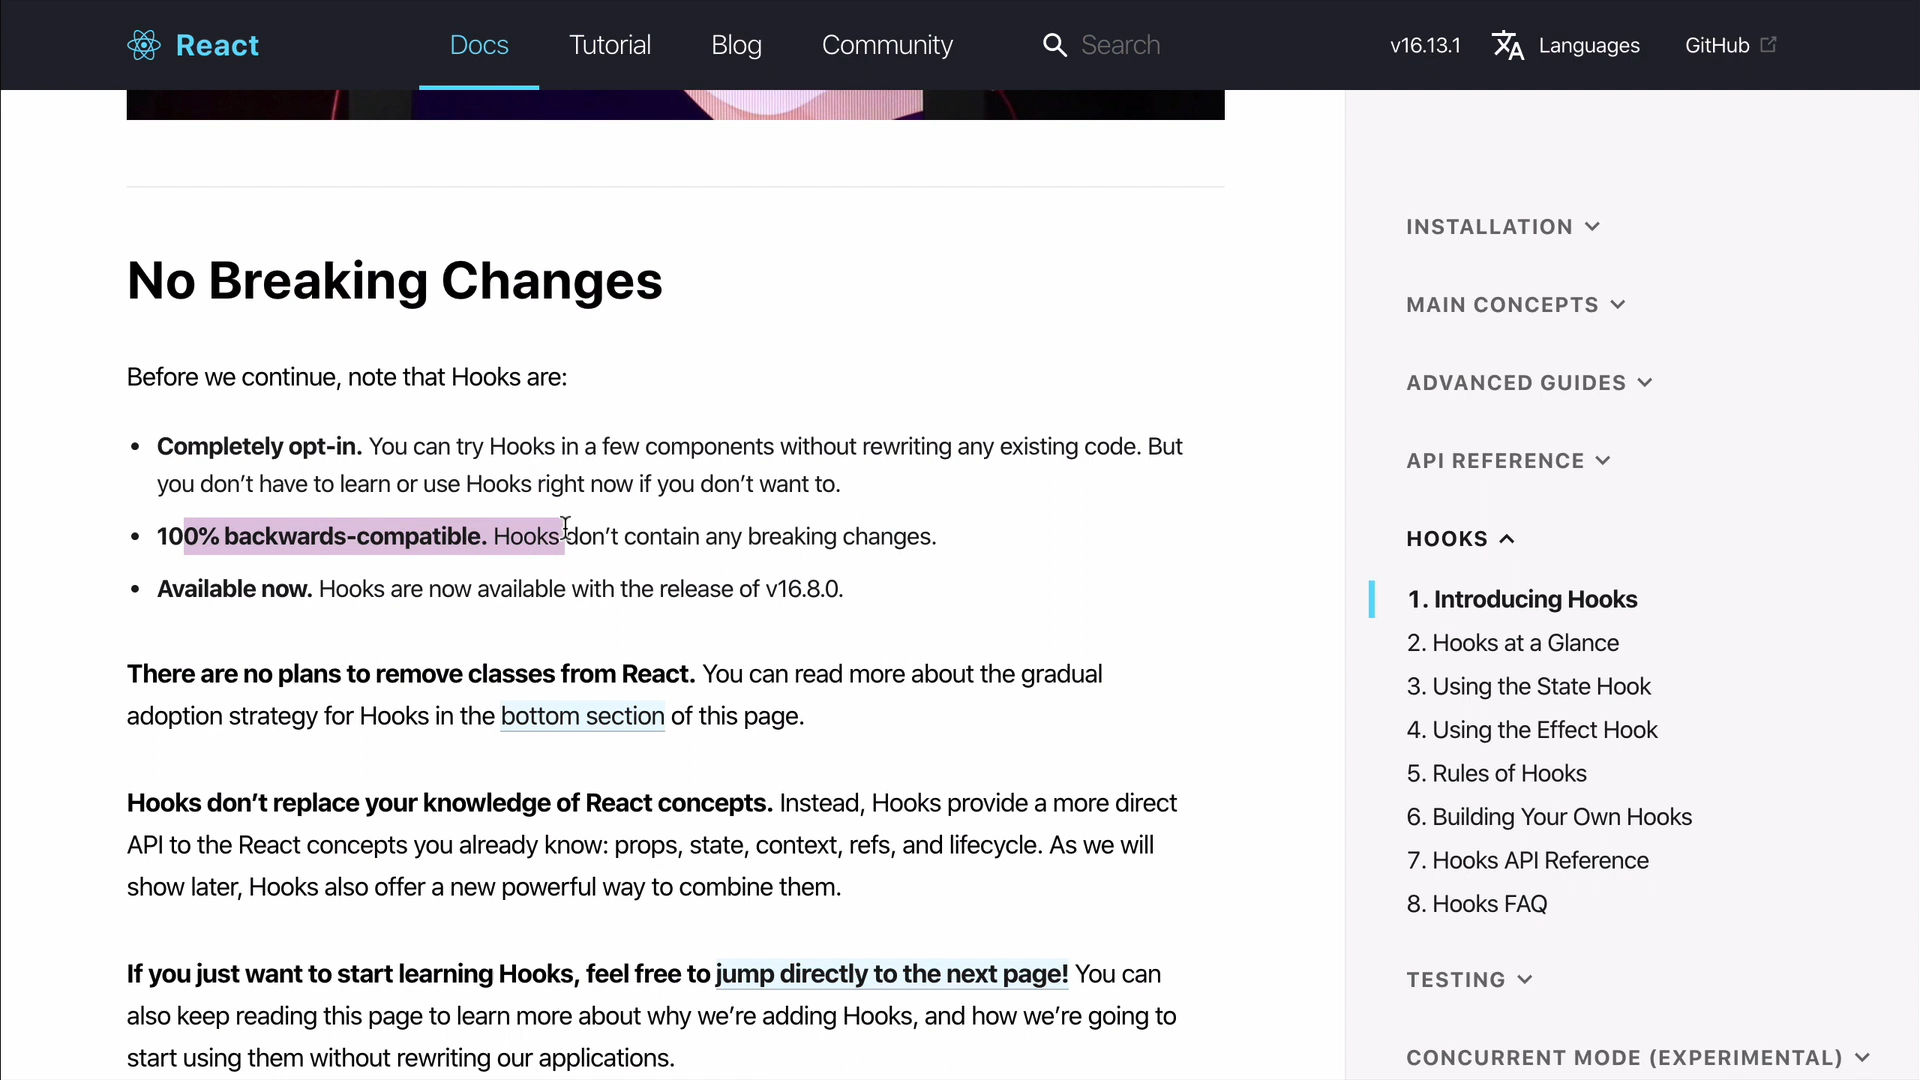 React
Docs
Tutorial
Blog
Community
Search
v16.13.1
Languages
GitHub
No Breaking Changes
Before we continue, note that Hooks are:
• Completely opt-in. You can try Hooks in a few components without rewriting any existing code. But
you don’t have to learn or use Hooks right now if you don’t want to.
• 100% backwards-compatible. Hooks don’t contain any breaking changes.
• Available now. Hooks are now available with the release of v16.8.0.
There are no plans to remove classes from React. You can read more about the gradual
adoption strategy for Hooks in the bottom section of this page.
Hooks don’t replace your knowledge of React concepts. Instead, Hooks provide a more direct
API to the React concepts you already know: props, state, context, refs, and lifecycle. As we will
show later, Hooks also offer a new powerful way to combine them.
If you just want to start learning Hooks, feel free to jump directly to the next page! You can
also keep reading this page to learn more about why we’re adding Hooks, and how we’re going to
start using them without rewriting our applications.
INSTALLATION
MAIN CONCEPTS
ADVANCED GUIDES
API REFERENCE
HOOKS
1. Introducing Hooks
2. Hooks at a Glance
3. Using the State Hook
4. Using the Effect Hook
5. Rules of Hooks
6. Building Your Own Hooks
7. Hooks API Reference
8. Hooks FAQ
TESTING
CONCURRENT MODE (EXPERIMENTAL)